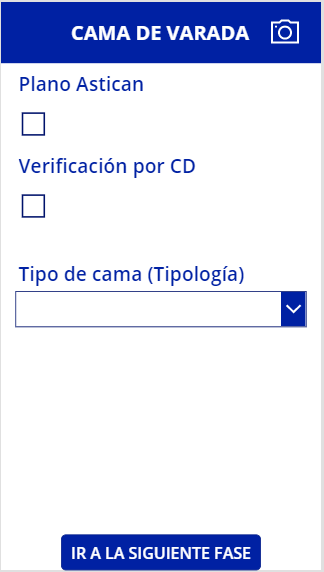 CAMA DE VARADA
Plano Astican
Verificación por CD
Tipo de cama (Tipología)
IR A LA SIGUIENTE FASE